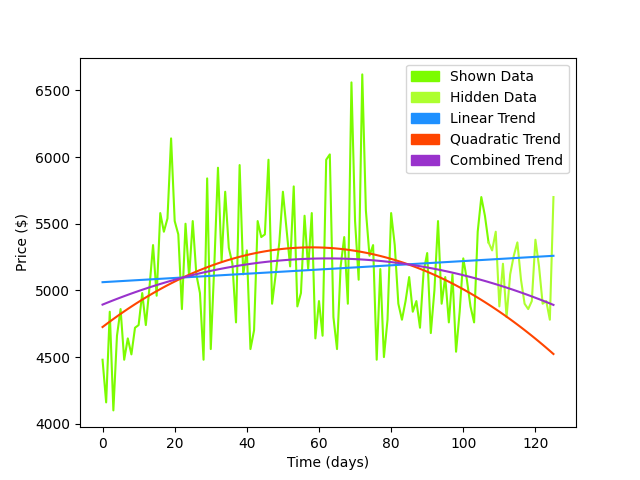 Price ($)
6500
6000
5500
5000
4500
4000
0
20
40
60
80
100
120
Time (days)
Shown Data
Hidden Data
Linear Trend
Quadratic Trend
Combined Trend